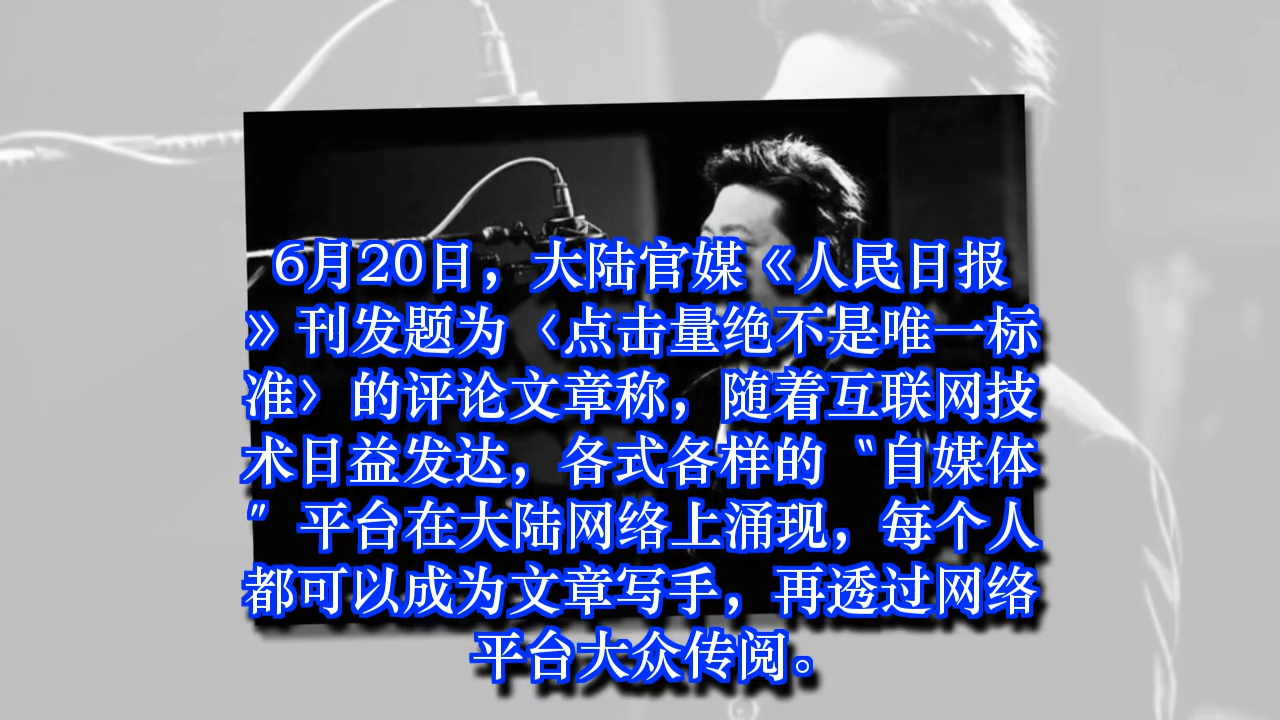 6月20日，大陆官媒《人民日报
》刊发题为〈点击量绝不是唯一标
准〉的评论文章称，随着互联网技
术日益发达，各式各样的〝自媒体
〞平台在大陆网络上涌现，每个人
都可以成为文章写手，再透过网络
平台大众传阅。